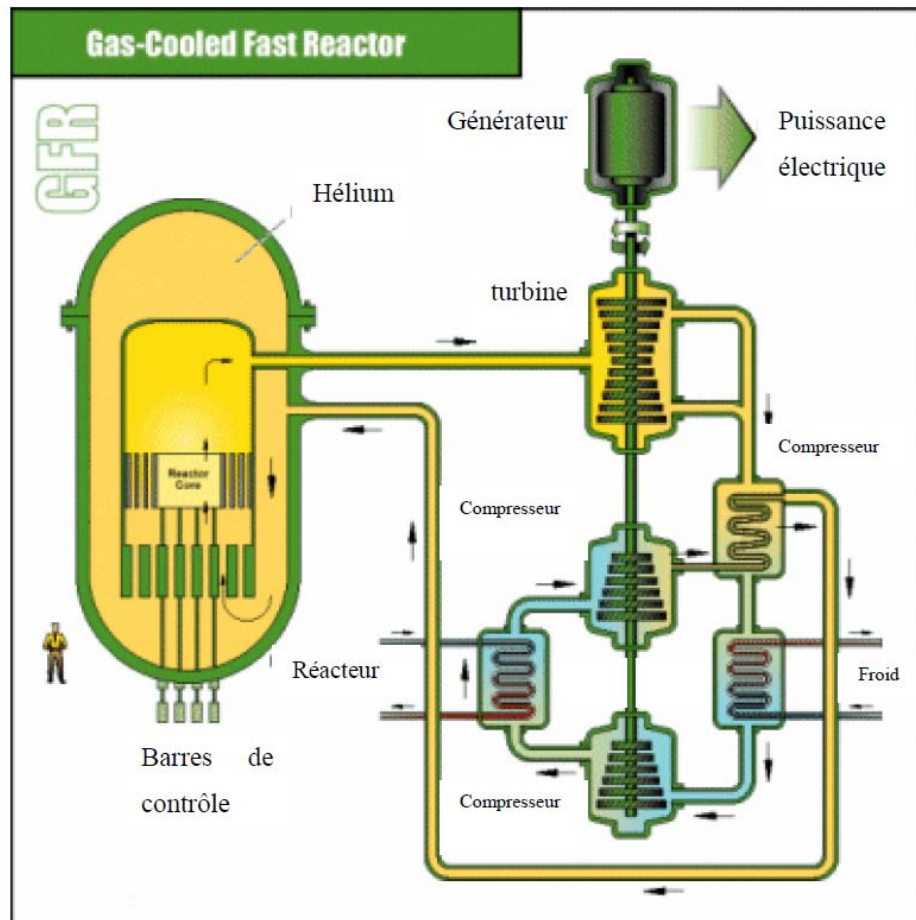 Gas-Cooled Fast Reactor
GFR
Générateur
Puissance
électrique
Hélium
turbine
Compresseur
Compresseur
Reactor
Core
Réacteur
Froid
Barres de
contrôle
Compresseur